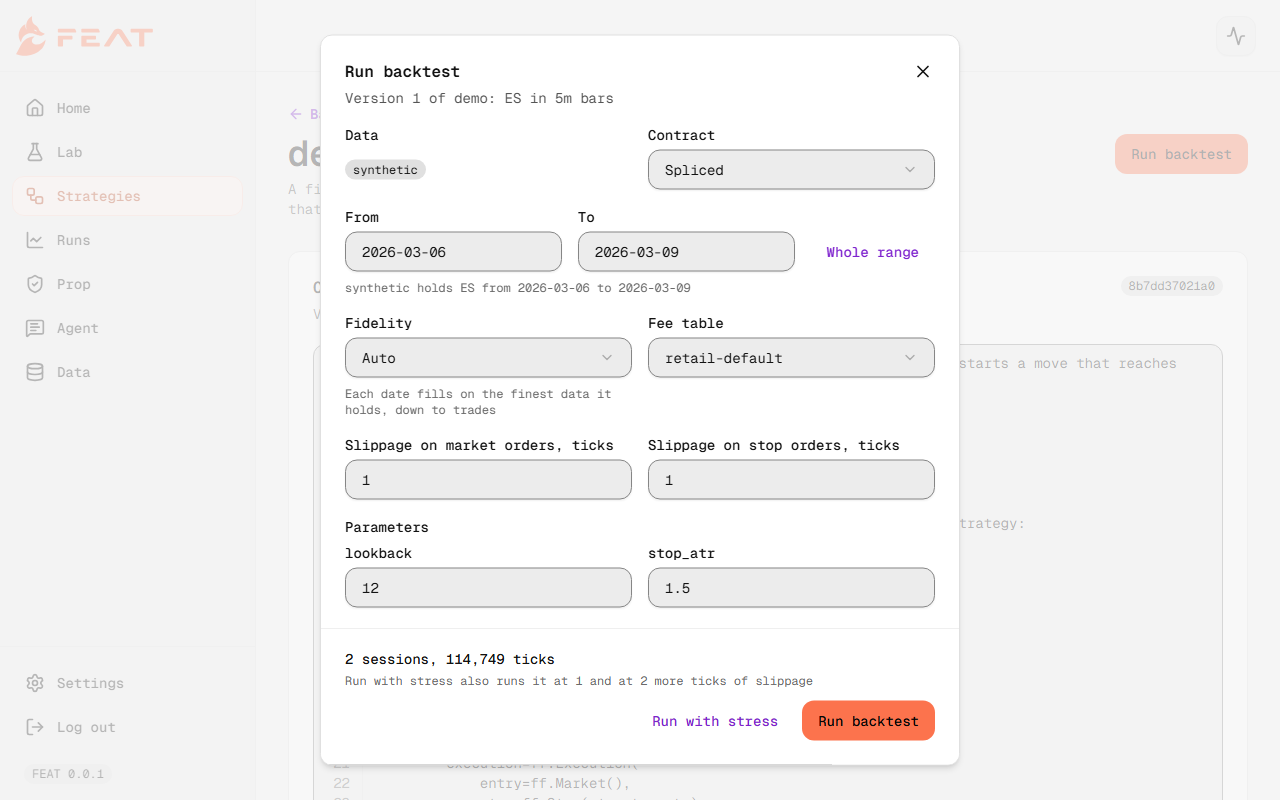 FEAT
Home
Lab
Strategies
Runs
Prop
Agent
Data
Settings
Log out
FEAT 0.0.1
Run backtest
Version 1 of demo: ES in 5m bars
Data
Contract
synthetic
Spliced
From
To
2026-03-06
2026-03-09
Whole range
synthetic holds ES from 2026-03-06 to 2026-03-09
Fidelity
Fee table
Auto
retail-default
Each date fills on the finest data it
holds, down to trades
Slippage on market orders, ticks
Slippage on stop orders, ticks
1
1
Parameters
lookback
stop_atr
12
1.5
2 sessions, 114,749 ticks
Run with stress also runs it at 1 and at 2 more ticks of slippage
Run with stress
Run backtest
Run backtest
A fi
that
8b7dd37021a0
starts a move that reaches
trategy:
22 entry=ff.Market(),